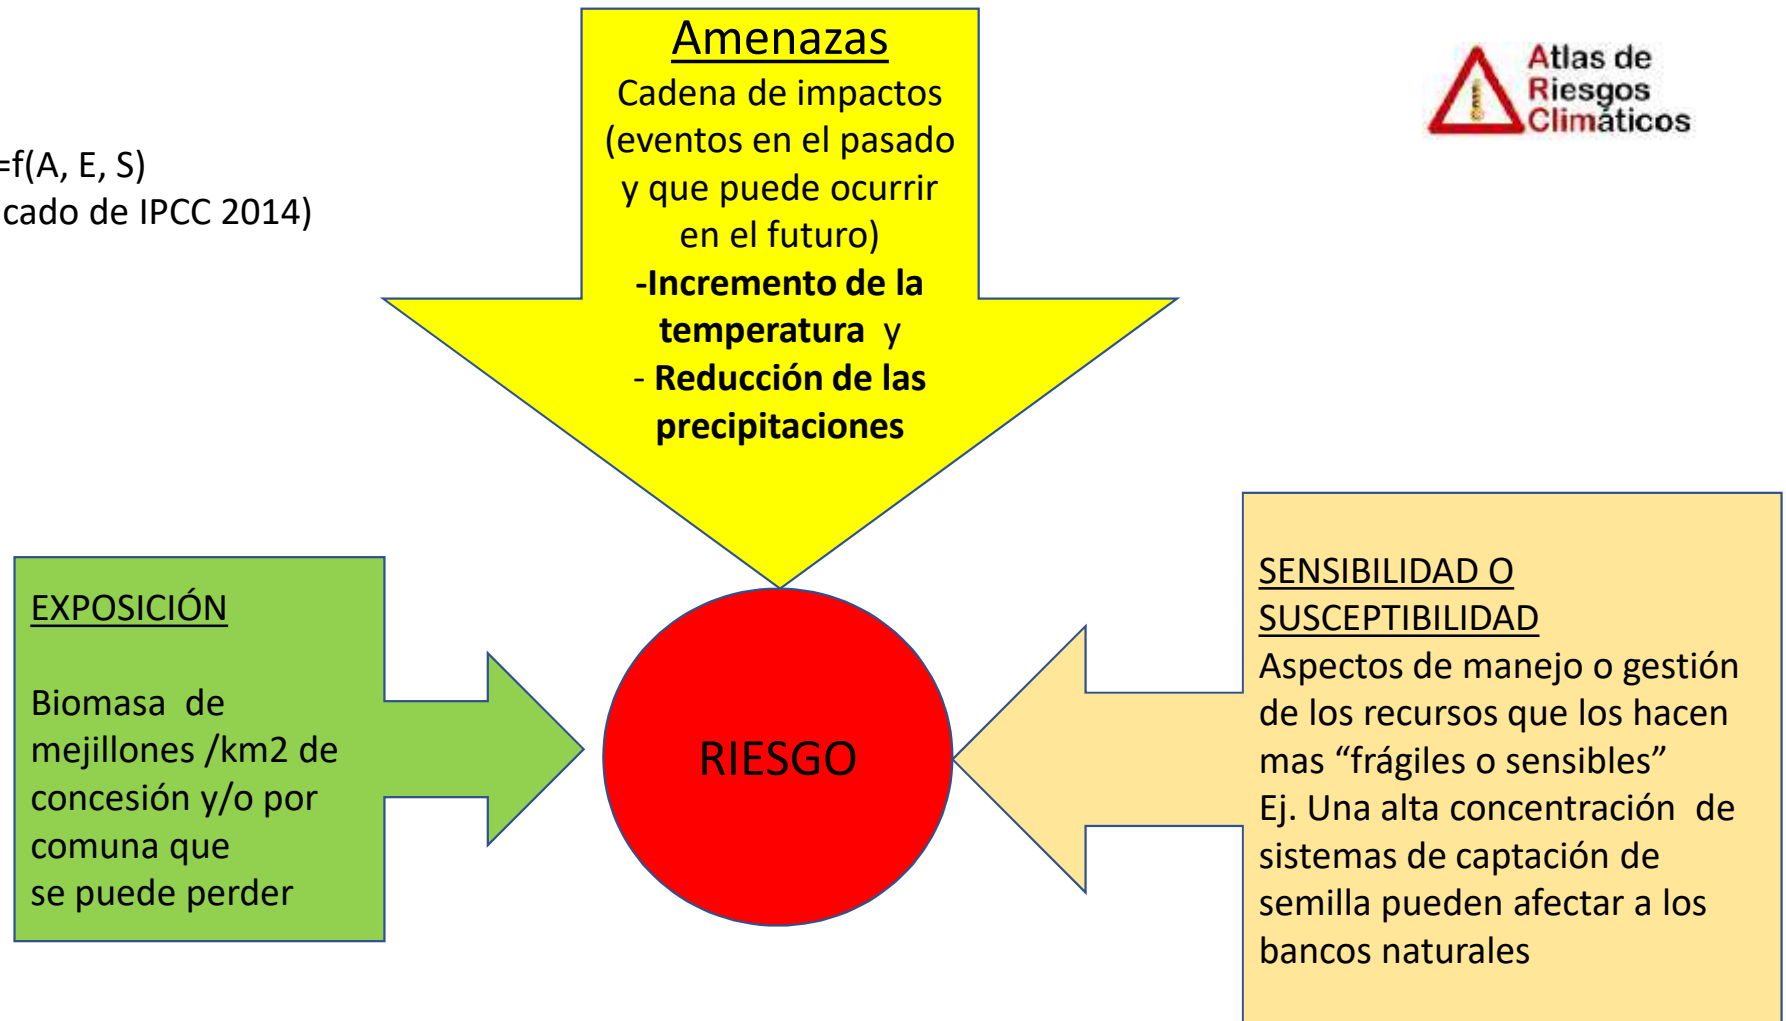 Amenazas
Cadena de impactos
(eventos en el pasado
y que puede ocurrir
en el futuro)
-Incremento de la
temperatura y
- Reducción de las
precipitaciones
Atlas de
Riesgos
Climáticos
=f(A, E, S)
icado de IPCC 2014)
EXPOSICIÓN
Biomasa de
mejillones /km2 de
concesión y/o por
comuna que
se puede perder
RIESGO
SENSIBILIDAD O
SUSCEPTIBILIDAD
Aspectos de manejo o gestión
de los recursos que los hacen
mas “frágiles o sensibles”
Ej. Una alta concentración de
sistemas de captación de
semilla pueden afectar a los
bancos naturales